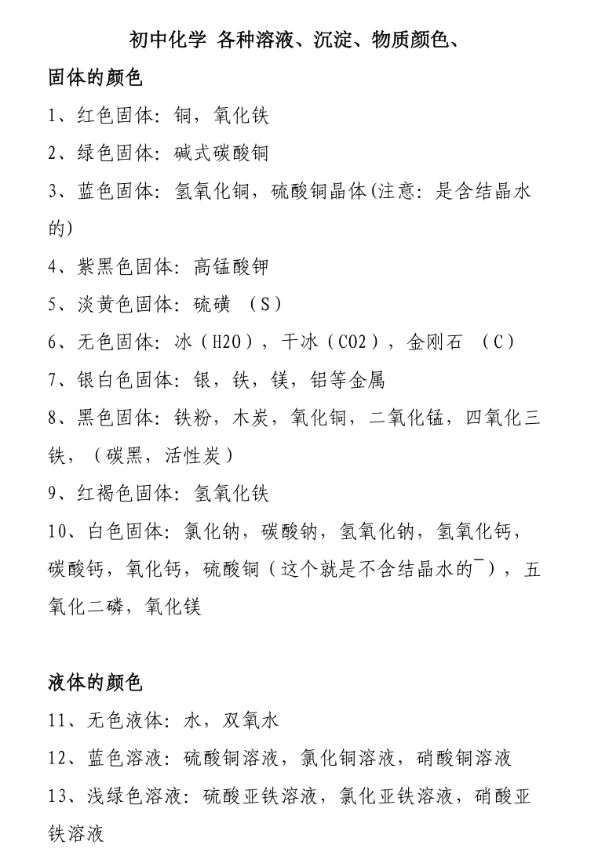 初中化学 各种溶液、沉淀、物质颜色、
固体的颜色
1、红色固体：铜，氧化铁
2、绿色固体：碱式碳酸铜
3、蓝色固体：氢氧化铜，硫酸铜晶体(注意：是含结晶水
的)
4、紫黑色固体：高锰酸钾
5、淡黄色固体：硫磺 （S）
6、无色固体：冰（H2O），干冰（CO2），金刚石 （C）
7、银白色固体：银，铁，镁，铝等金属
8、黑色固体：铁粉，木炭，氧化铜，二氧化锰，四氧化三
铁，（碳黑，活性炭）
9、红褐色固体：氢氧化铁
10、白色固体：氯化钠，碳酸钠，氢氧化钠，氢氧化钙，
碳酸钙，氧化钙，硫酸铜（这个就是不含结晶水的￣），五
氧化二磷，氧化镁
液体的颜色
11、无色液体：水，双氧水
12、蓝色溶液：硫酸铜溶液，氯化铜溶液，硝酸铜溶液
13、浅绿色溶液：硫酸亚铁溶液，氯化亚铁溶液，硝酸亚
铁溶液